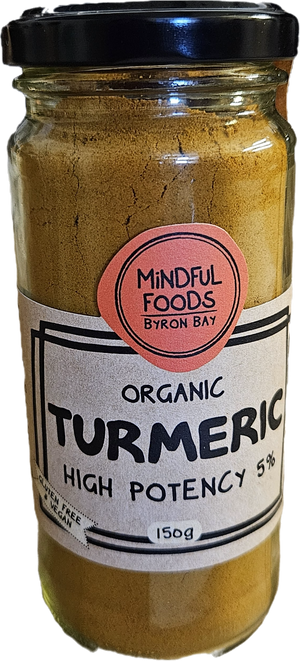 MiNDFUL
FOODS
BYRON BAY
ORGANIC
TURMERIC
HIGH POTENCY 5%
GLUTEN FREE
& VEGAN
150g